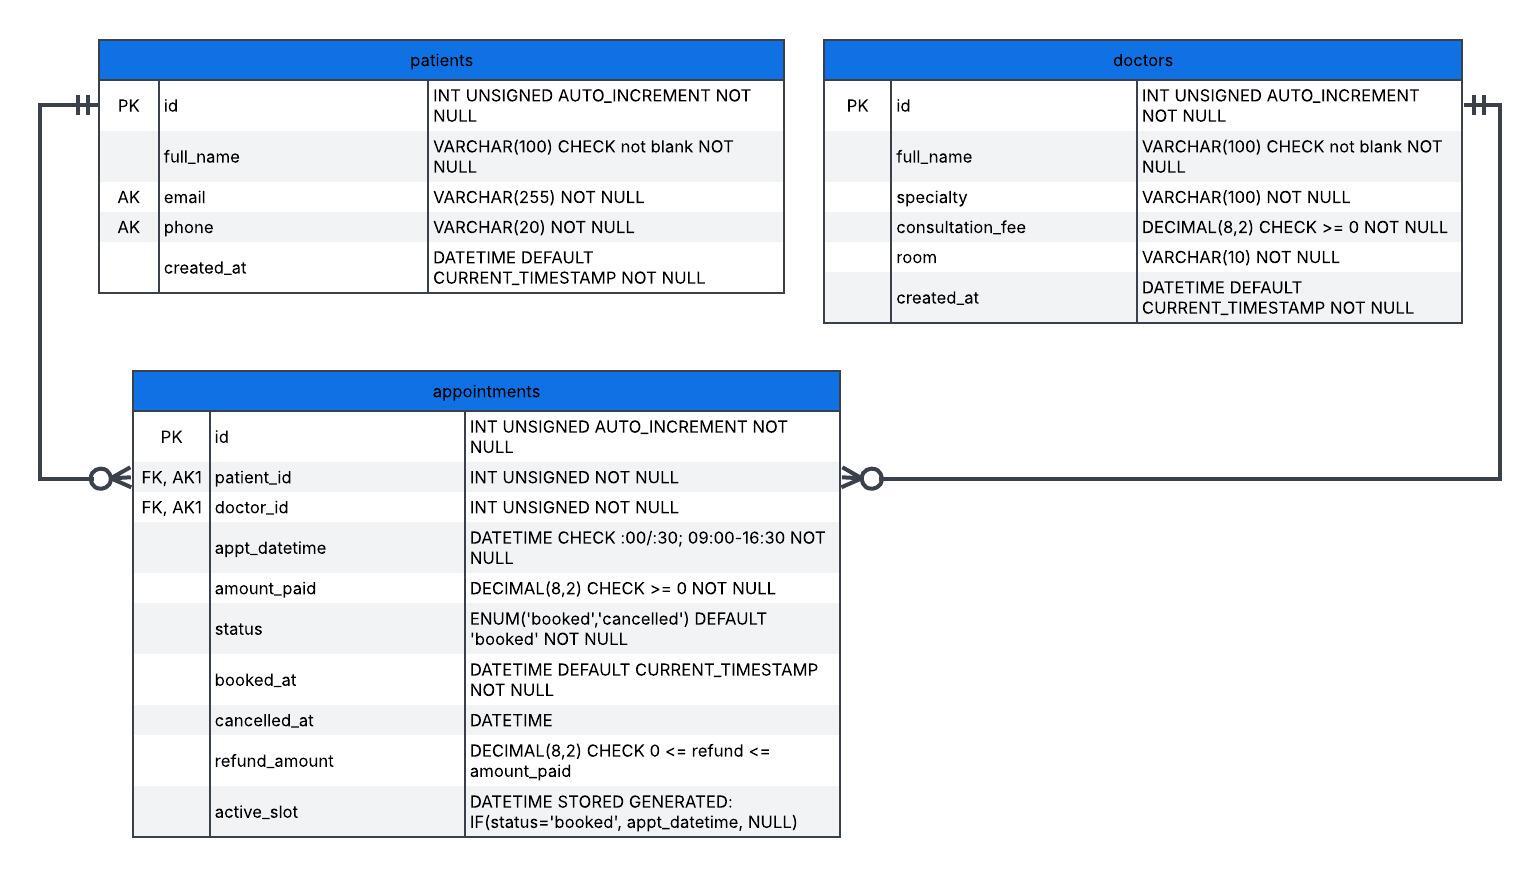 patients
PK id INT UNSIGNED AUTO_INCREMENT NOT
NULL
full_name VARCHAR(100) CHECK not blank NOT
NULL
AK email VARCHAR(255) NOT NULL
AK phone VARCHAR(20) NOT NULL
created_at DATETIME DEFAULT
CURRENT_TIMESTAMP NOT NULL
doctors
PK id INT UNSIGNED AUTO_INCREMENT
NOT NULL
full_name VARCHAR(100) CHECK not blank NOT
NULL
specialty VARCHAR(100) NOT NULL
consultation_fee DECIMAL(8,2) CHECK >= 0 NOT NULL
room VARCHAR(10) NOT NULL
created_at DATETIME DEFAULT
CURRENT_TIMESTAMP NOT NULL
appointments
PK id INT UNSIGNED AUTO_INCREMENT NOT
NULL
FK, AK1 patient_id INT UNSIGNED NOT NULL
FK, AK1 doctor_id INT UNSIGNED NOT NULL
appt_datetime DATETIME CHECK :00/:30; 09:00-16:30 NOT
NULL
amount_paid DECIMAL(8,2) CHECK >= 0 NOT NULL
status ENUM('booked','cancelled') DEFAULT
'booked' NOT NULL
booked_at DATETIME DEFAULT CURRENT_TIMESTAMP
NOT NULL
cancelled_at DATETIME
refund_amount DECIMAL(8,2) CHECK 0 <= refund <=
amount_paid
active_slot DATETIME STORED GENERATED:
IF(status='booked', appt_datetime, NULL)